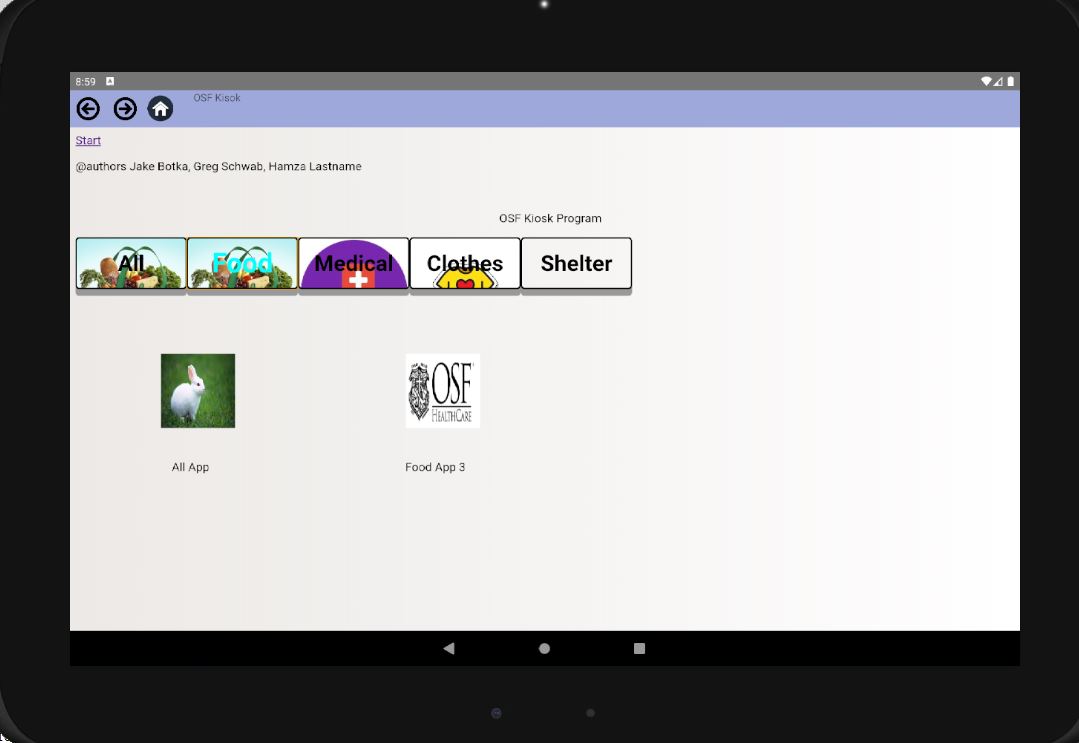 8:59
OSF Kisok
Start
@authors Jake Botka, Greg Schwab, Hamza Lastname
OSF Kiosk Program
All Food Medical Clothes Shelter
OSF
HEALTHCARE
All App Food App 3